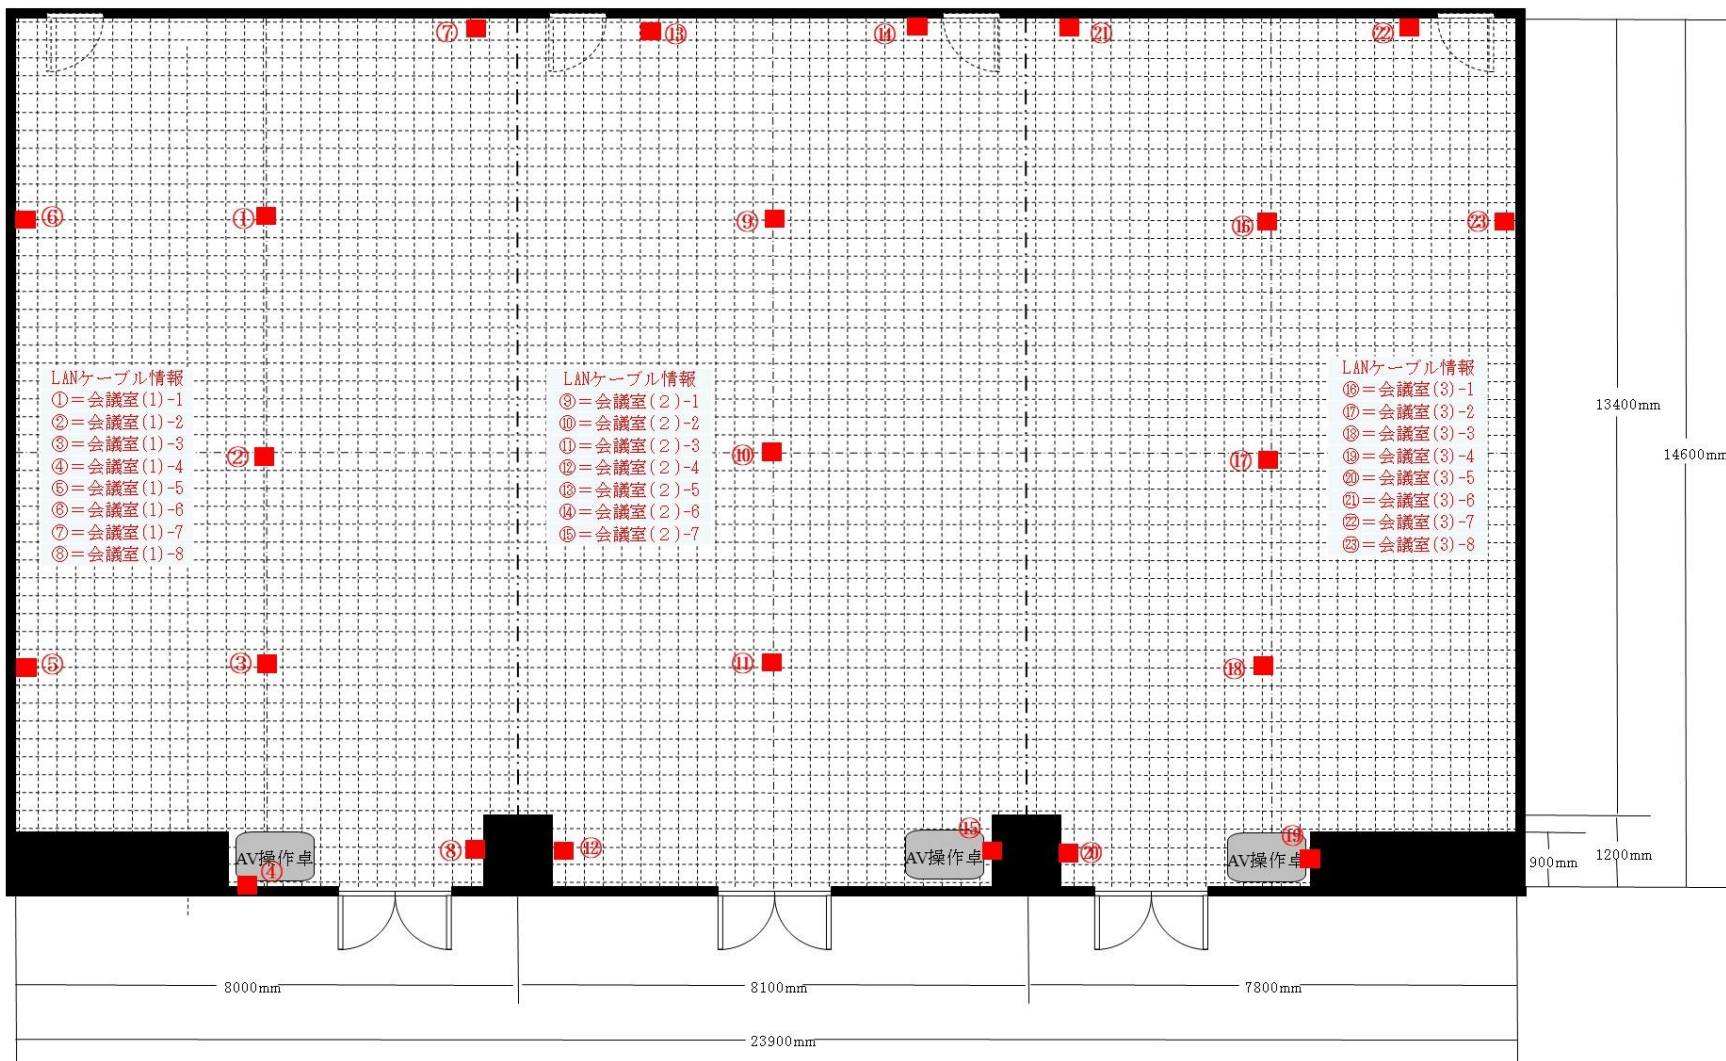 ⑦
⑬
⑭
㉑
㉒
⑥
①
⑨
⑯
㉓
LANケーブル情報
①＝会議室(1)-1
②＝会議室(1)-2
③＝会議室(1)-3
④＝会議室(1)-4
⑤＝会議室(1)-5
⑥＝会議室(1)-6
⑦＝会議室(1)-7
⑧＝会議室(1)-8
LANケーブル情報
⑨＝会議室(２)-1
⑩＝会議室(２)-2
⑪＝会議室(２)-3
⑫＝会議室(２)-4
⑬＝会議室(２)-5
⑭＝会議室(２)-6
⑮＝会議室(２)-7
LANケーブル情報
⑯＝会議室(3)-1
⑰＝会議室(3)-2
⑱＝会議室(3)-3
⑲＝会議室(3)-4
⑳＝会議室(3)-5
㉑＝会議室(3)-6
㉒＝会議室(3)-7
㉓＝会議室(3)-8
13400mm
14600mm
②
⑩
⑰
⑤
③
⑪
⑱
AV操作卓
④
⑧
⑫
AV操作卓
⑮
⑳
AV操作卓
⑲
900mm
1200mm
8000mm
8100mm
7800mm
23900mm